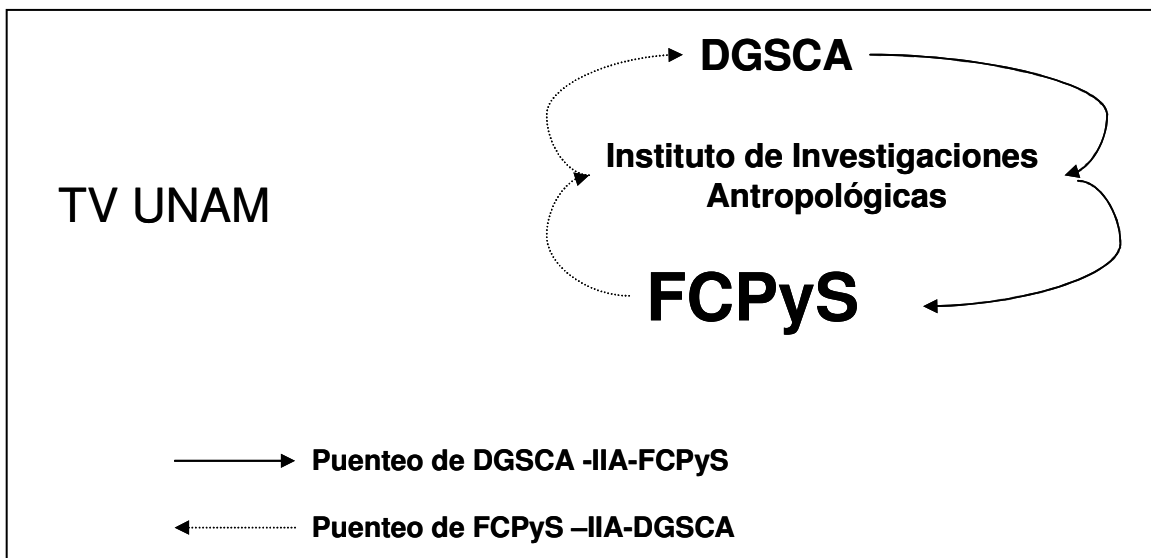 DGSCA
Instituto de Investigaciones
Antropológicas
TV UNAM
FCPyS
Puenteo de DGSCA -IIA-FCPyS
Puenteo de FCPyS –IIA-DGSCA